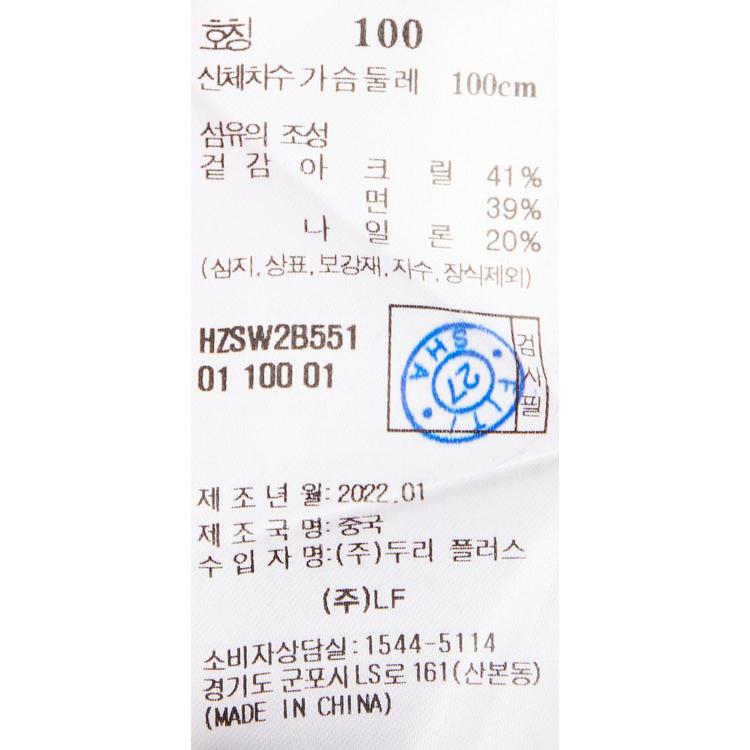 호칭 100
신체치수 가슴둘레 100cm
섬유의 조성
겉감 아크릴 41%
면 39%
나일론 20%
(심지,상표,보강재,자수,장식제외)
HZSW2B551
01 100 01
검사필
FITI
SHA
27
제조년월:2022.01
제조국명:중국
수입자명:(주)두리 플러스
(주)LF
소비자상담실:1544-5114
경기도 군포시 LS로 161(산본동)
(MADE IN CHINA)